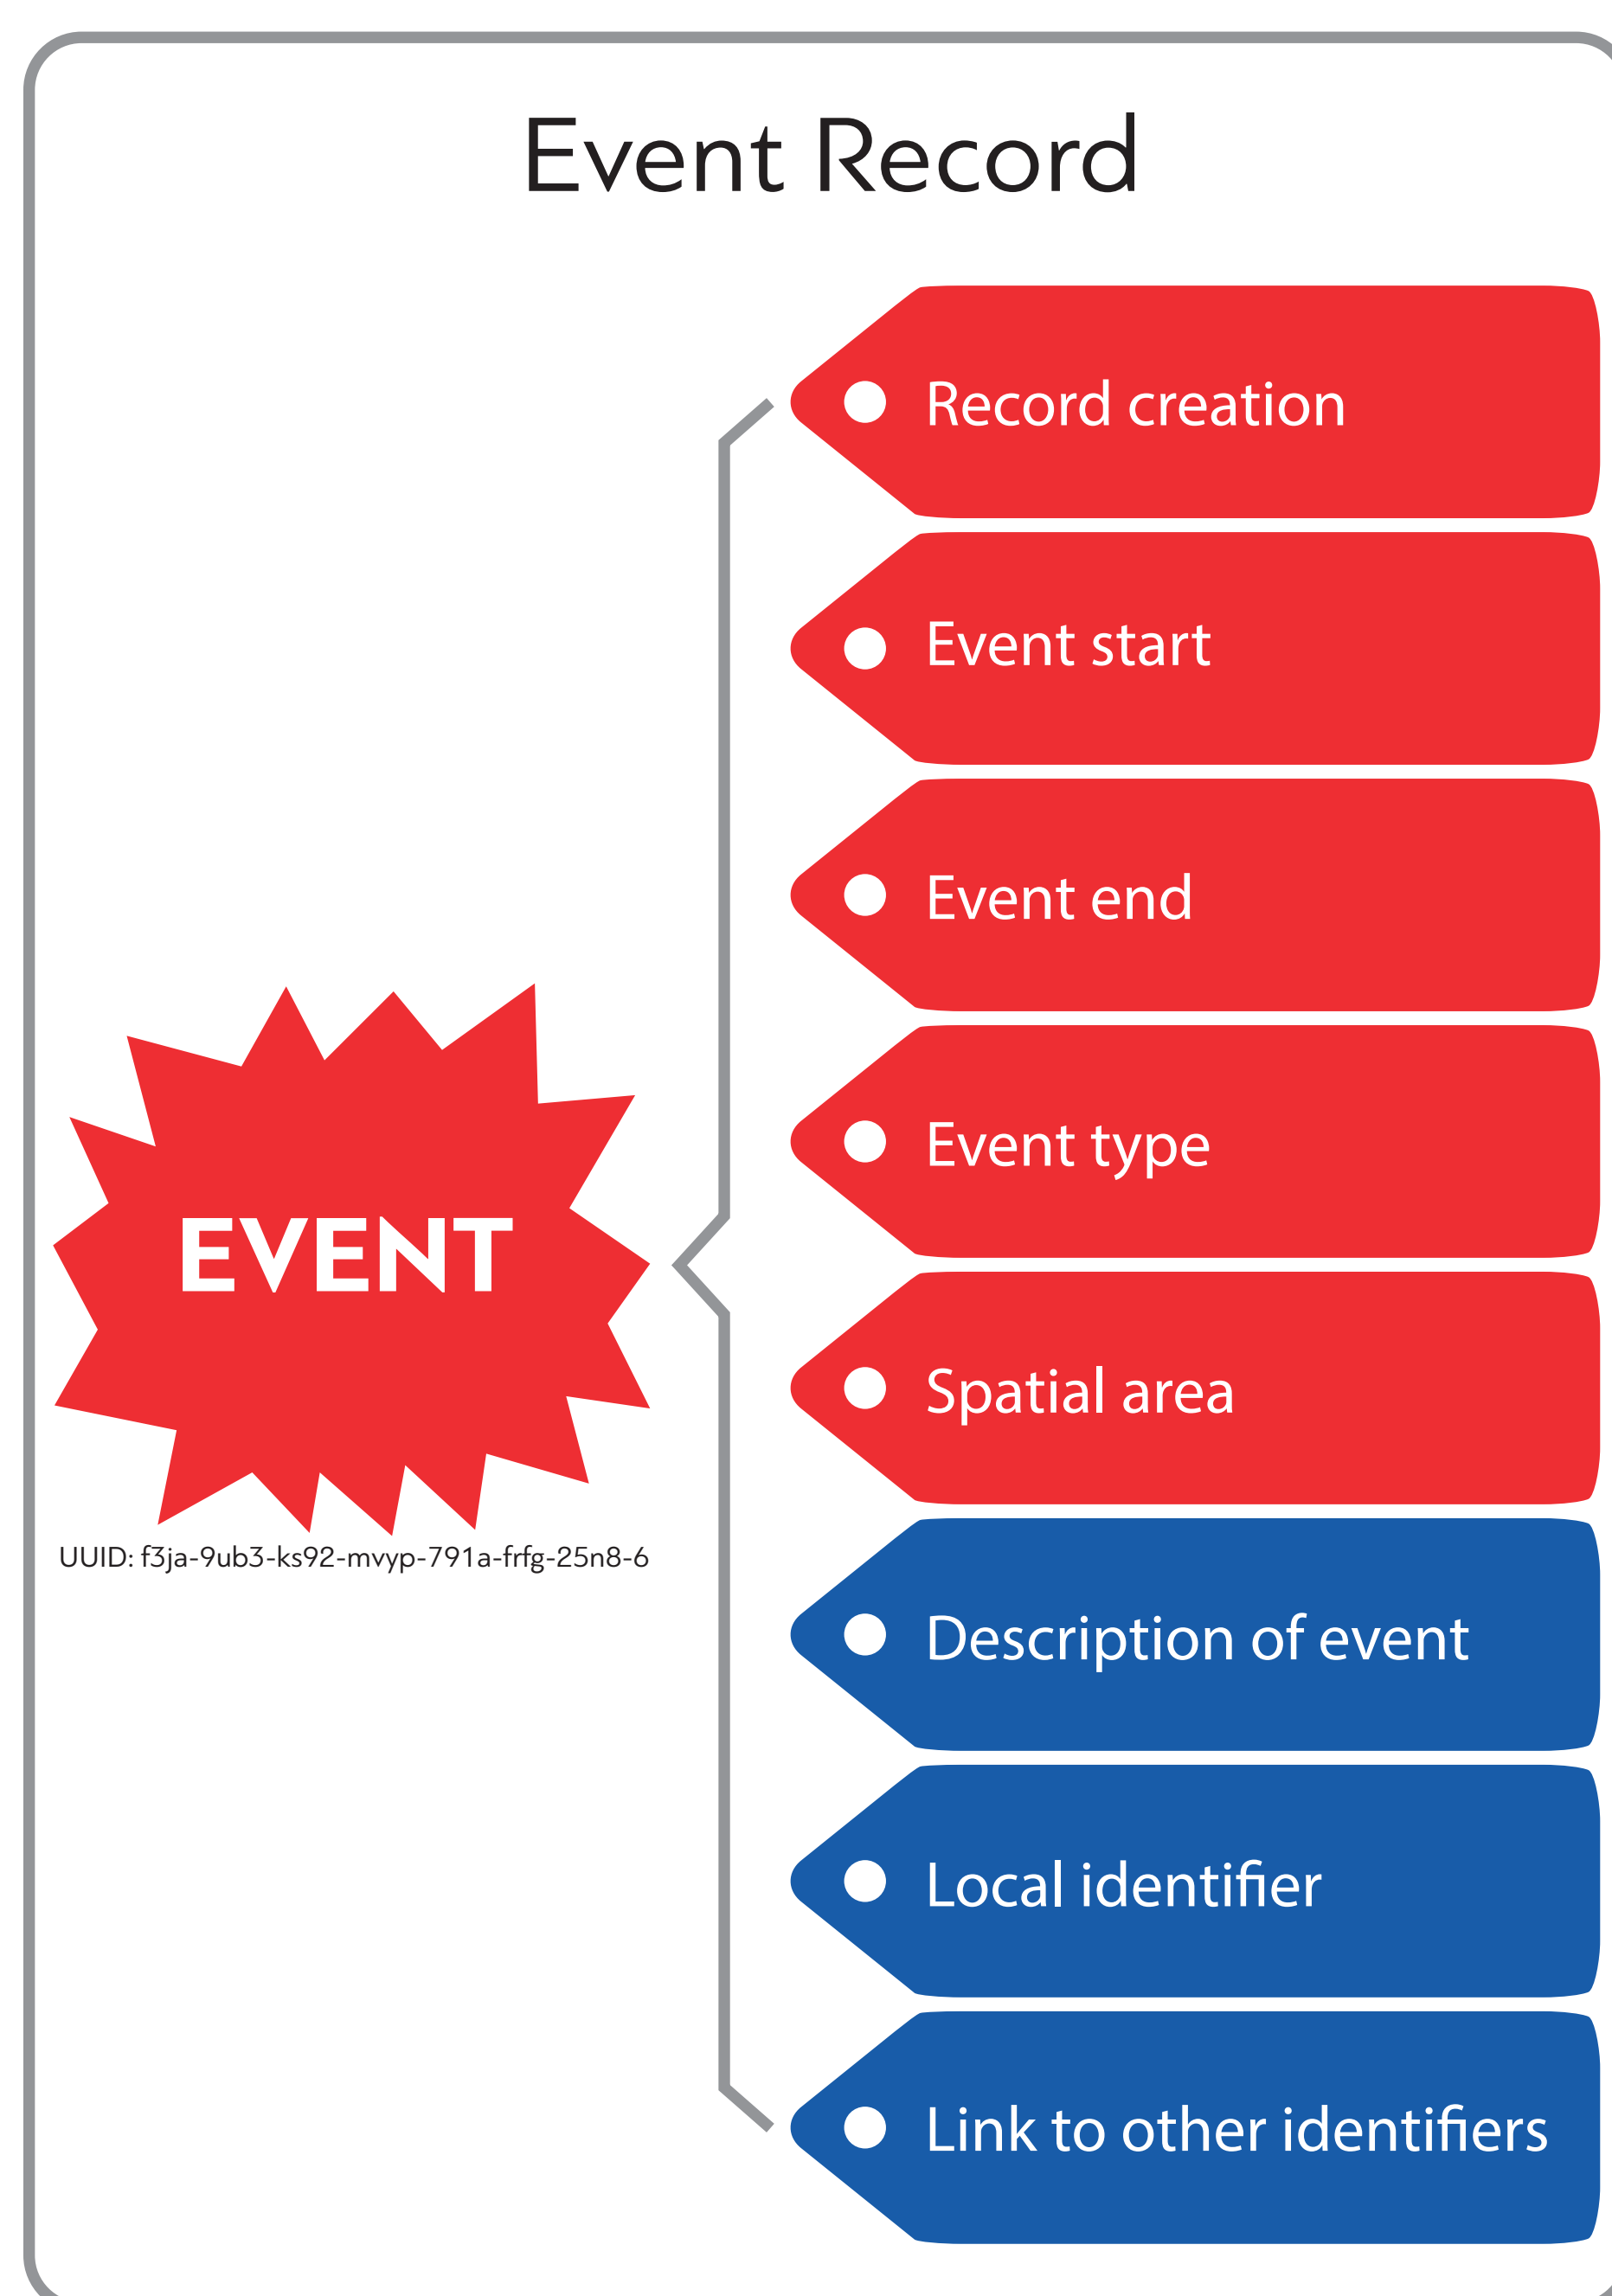 Event Record
Record creation
Event start
Event end
Event type
Spatial area
Description of event
Local identifier
Link to other identifiers
EVENT
UUID: f3ja-9ub3-ks92-mvyp-791a-frfg-25n8-6